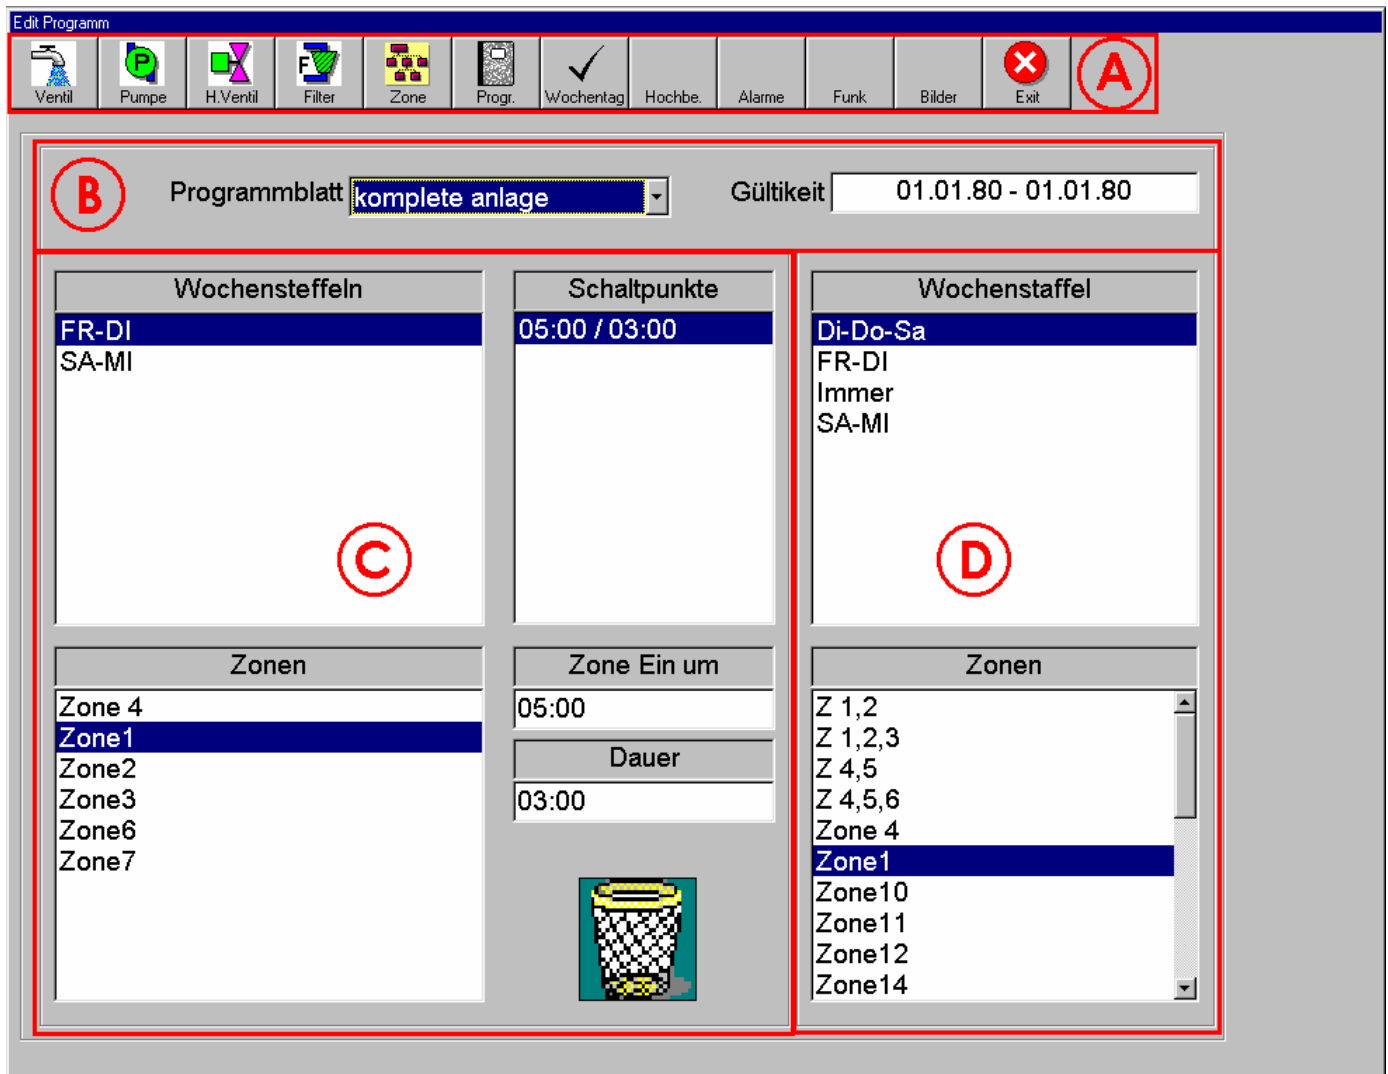 Edit Programm
Ventil Pumpe H.Ventil Filter Zone Progr. Wochentag Hochbe. Alarme Funk Bilder Exit
P
F
A
B
Programmblatt komplete anlage Gültikeit 01.01.80 - 01.01.80
Wochensteffeln
FR-DI
SA-MI
C
Schaltpunkte
05:00 / 03:00
Zonen
Zone 4
Zone1
Zone2
Zone3
Zone6
Zone7
Zone Ein um
05:00
Dauer
03:00
Wochenstaffel
Di-Do-Sa
FR-DI
Immer
SA-MI
D
Zonen
Z 1,2
Z 1,2,3
Z 4,5
Z 4,5,6
Zone 4
Zone1
Zone10
Zone11
Zone12
Zone14